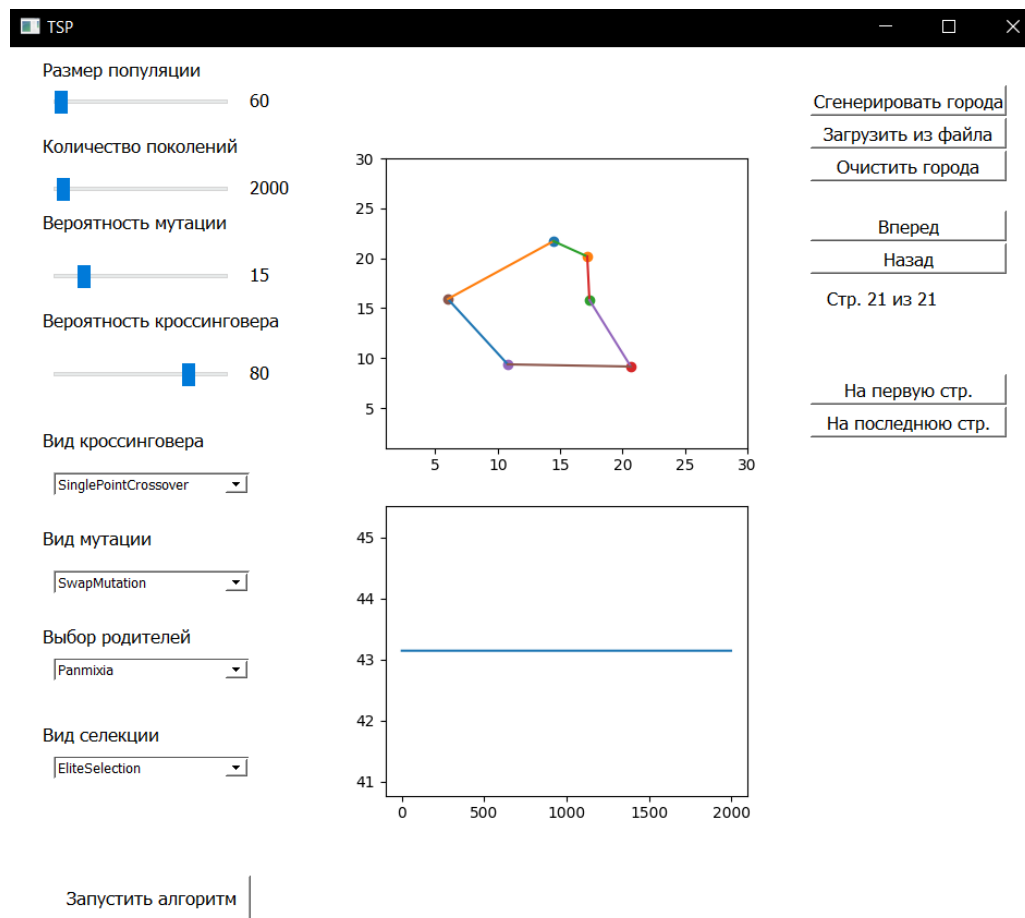 TSP
Размер популяции
60
Количество поколений
2000
Вероятность мутации
15
Вероятность кроссинговера
80
Вид кроссинговера
SinglePointCrossover
Вид мутации
SwapMutation
Выбор родителей
Panmixia
Вид селекции
EliteSelection
Запустить алгоритм
30
25
20
15
10
5
5 10 15 20 25 30
45
44
43
42
41
0 500 1000 1500 2000
Сгенерировать города
Загрузить из файла
Очистить города
Вперед
Назад
Стр. 21 из 21
На первую стр.
На последнюю стр.